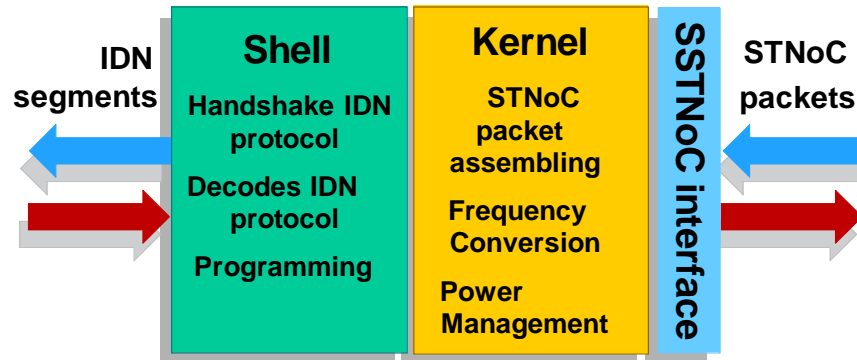 IDN
segments
Shell
Handshake IDN
protocol
Decodes IDN
protocol
Programming
Kernel
STNoC
packet
assembling
Frequency
Conversion
Power
Management
SSTNoC interface
STNoC
packets